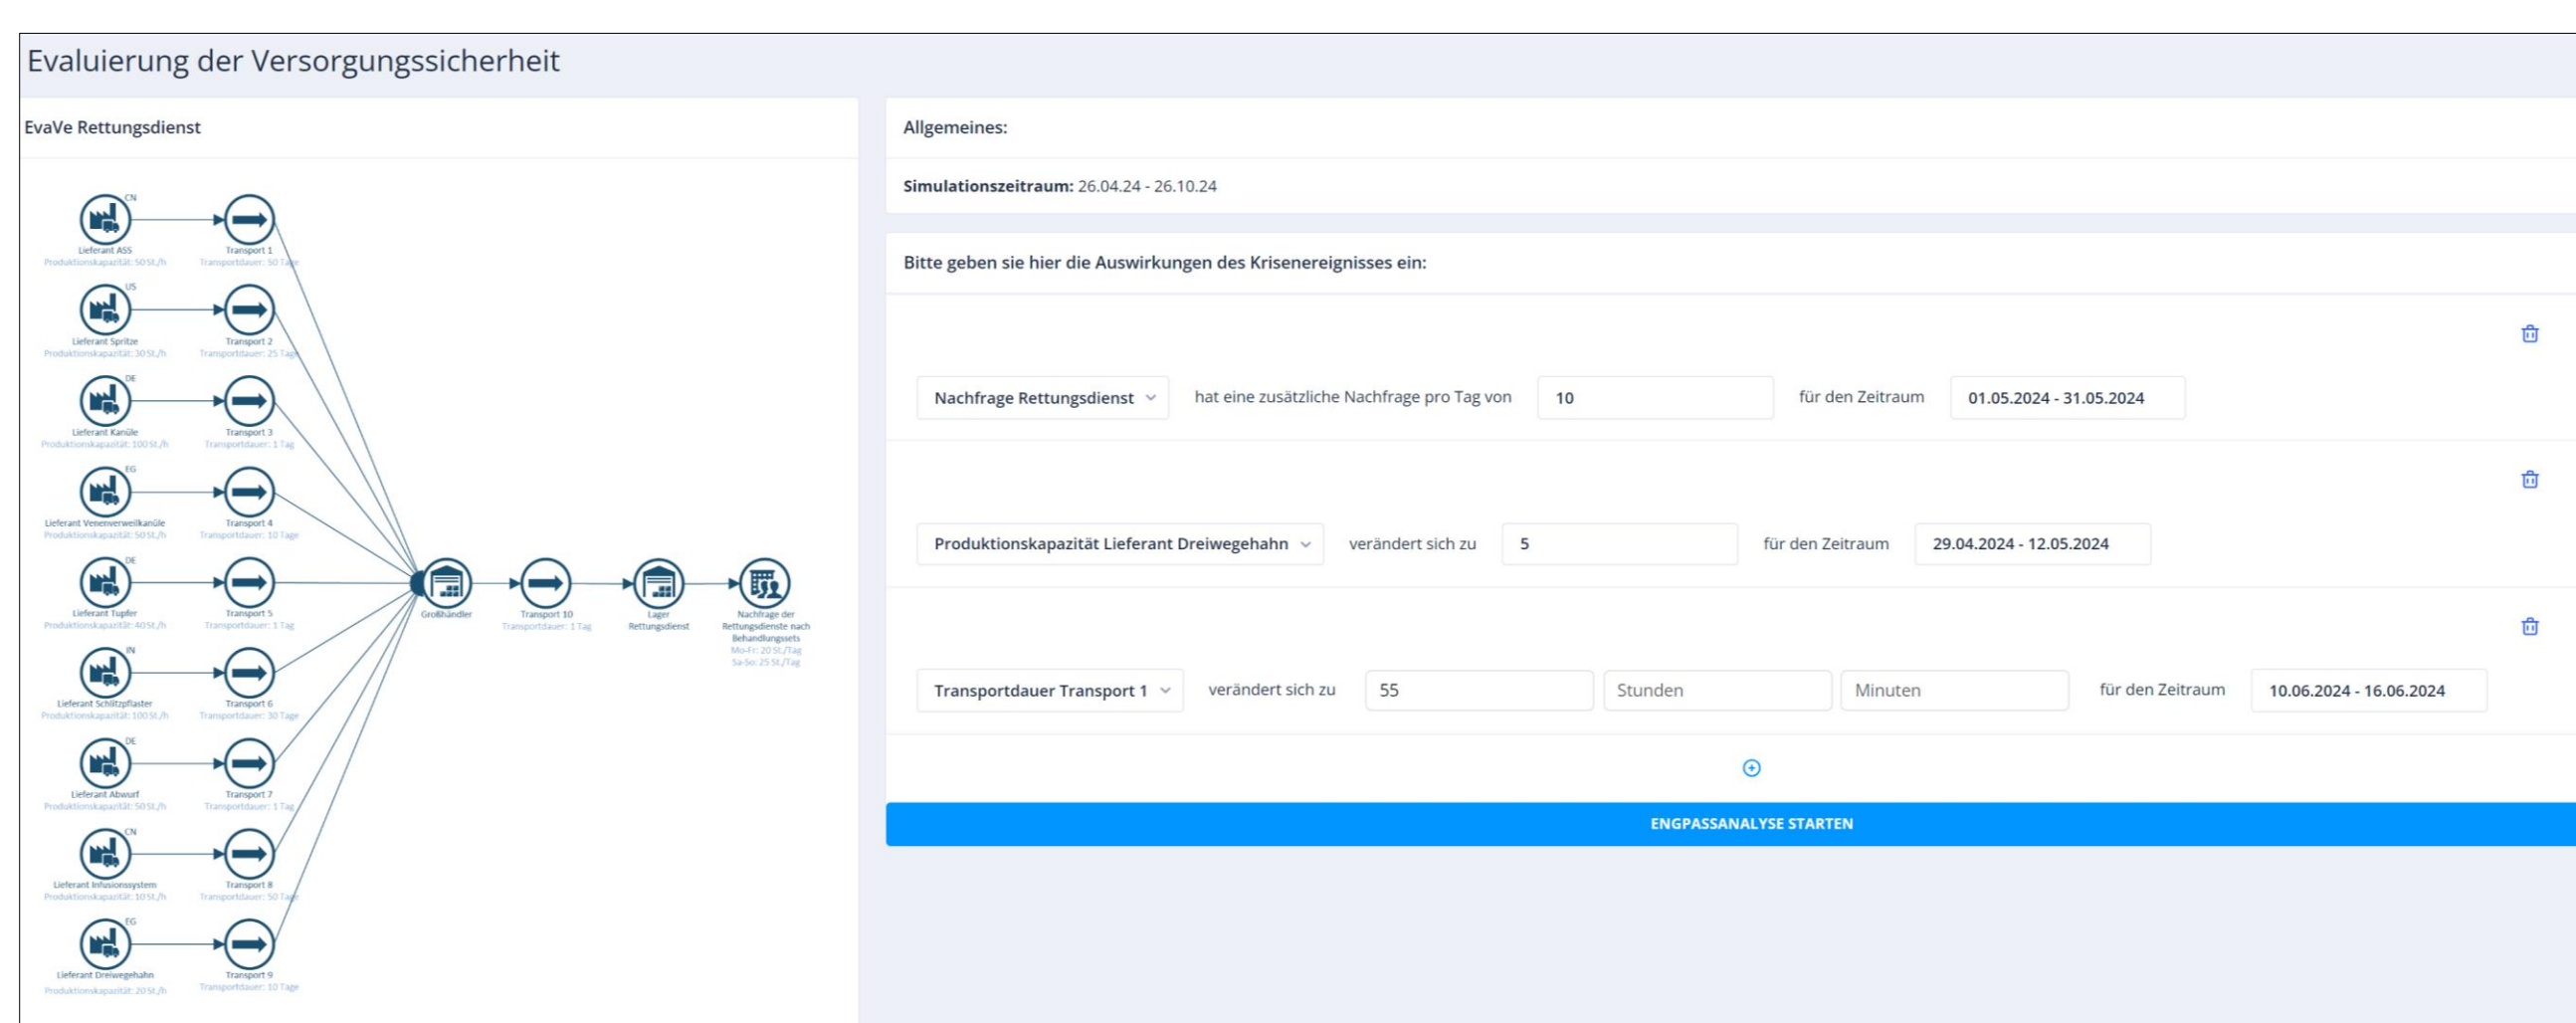 Evaluierung der Versorgungssicherheit
EvaVe Rettungsdienst
CN
Lieferant ASS
Produktionskapazität: 50 St./h
Transport 1
Transportdauer: 50 Tage
US
Lieferant Spritze
Produktionskapazität: 30 St./h
Transport 2
Transportdauer: 25 Tage
DE
Lieferant Kanüle
Produktionskapazität: 100 St./h
Transport 3
Transportdauer: 1 Tag
EG
Lieferant Venenverweilkanüle
Produktionskapazität: 50 St./h
Transport 4
Transportdauer: 10 Tage
DE
Lieferant Tupfer
Produktionskapazität: 40 St./h
Transport 5
Transportdauer: 1 Tag
IN
Lieferant Schlitzpflaster
Produktionskapazität: 100 St./h
Transport 6
Transportdauer: 30 Tage
DE
Lieferant Abwurf
Produktionskapazität: 50 St./h
Transport 7
Transportdauer: 1 Tag
CN
Lieferant Infusionssystem
Produktionskapazität: 10 St./h
Transport 8
Transportdauer: 50 Tage
EG
Lieferant Dreiwegehahn
Produktionskapazität: 20 St./h
Transport 9
Transportdauer: 10 Tage
Großhändler
Transport 10
Transportdauer: 1 Tag
Lager
Rettungsdienst
Nachfrage der
Rettungsdienste nach
Behandlungssets
Mo-Fr: 20 St./Tag
Sa-So: 25 St./Tag
Allgemeines:
Simulationszeitraum: 26.04.24 - 26.10.24
Bitte geben sie hier die Auswirkungen des Krisenereignisses ein:
Nachfrage Rettungsdienst hat eine zusätzliche Nachfrage pro Tag von 10 für den Zeitraum 01.05.2024 - 31.05.2024
Produktionskapazität Lieferant Dreiwegehahn verändert sich zu 5 für den Zeitraum 29.04.2024 - 12.05.2024
Transportdauer Transport 1 verändert sich zu 55 Stunden Minuten für den Zeitraum 10.06.2024 - 16.06.2024
ENGPASSANALYSE STARTEN